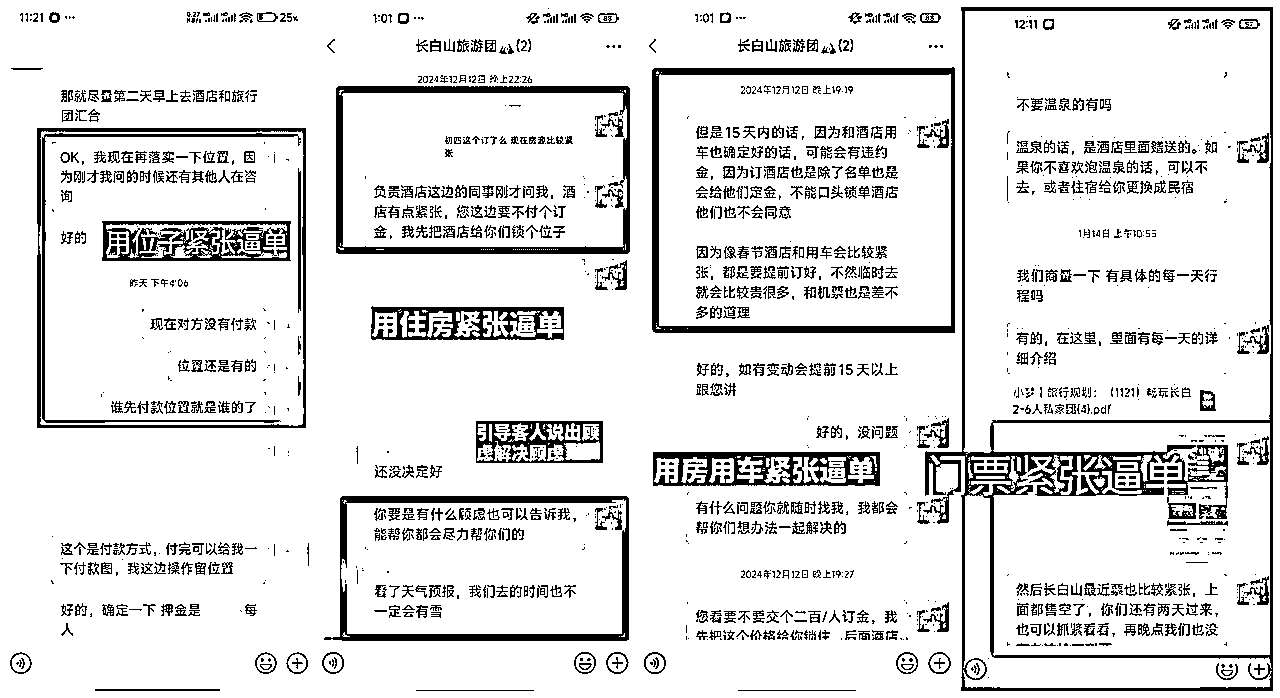 11:21
25%
那就尽量第二天早上去酒店和旅行
团汇合
OK，我现在再落实一下位置，因
为刚才我问的时候还有其他人在咨
询
好的
用位子紧张逼单
昨天 下午4:06
现在对方没有付款
位置还是有的
谁先付款位置就是谁的了
这个是付款方式，付完可以给我一
下付款图，我这边操作留位置
好的，确定一下 押金是 每
人
1:01
长白山旅游团(2)
2024年12月12日 晚上22:26
初四这个订了么 现在房源比较紧
张
负责酒店这边的同事刚才问我，酒
店有点紧张，您这边要不付个订
金，我先把酒店给你们锁个位子
用住房紧张逼单
引导客人说出顾
虑解决顾虑
还没决定好
你要是有什么顾虑也可以告诉我，
能帮你都会尽力帮你们的
看了天气预报，我们去的时间也不
一定会有雪
1:01
长白山旅游团(2)
2024年12月12日 晚上19:19
但是15天内的话，因为和酒店用
车也确定好的话，可能会有违约
金，因为订酒店也是除了名单也是
会给他们定金，不能口头锁单酒店
他们也不会同意
因为像春节酒店和用车会比较紧
张，都是要提前订好，不然临时去
就会比较贵很多，和机票也是差不
多的道理
好的，如有变动会提前15天以上
跟您讲
好的，没问题
用房用车紧张逼单
有什么问题你就随时找我，我都会
帮你们想办法一起解决的
2024年12月12日 晚上19:27
您看要不要交个二百/人订金，我
先把这个价格给你锁住，后面酒店
12:11
不要温泉的有吗
温泉的话，是酒店里面赠送的。如
果你不喜欢泡温泉的话，可以不
去，或者住宿给你更换成民宿
1月14日 上午10:55
我们商量一下 有具体的每一天行
程吗
有的，在这里，里面有每一天的详
细介绍
小梦丨旅行规划：（1121）畅玩长白
2-6人私家团(4).pdf
门票紧张逼单
然后长白山最近票也比较紧张，上
面都售空了，你们还有两天过来，
也可以抓紧看看，再晚点我们也没